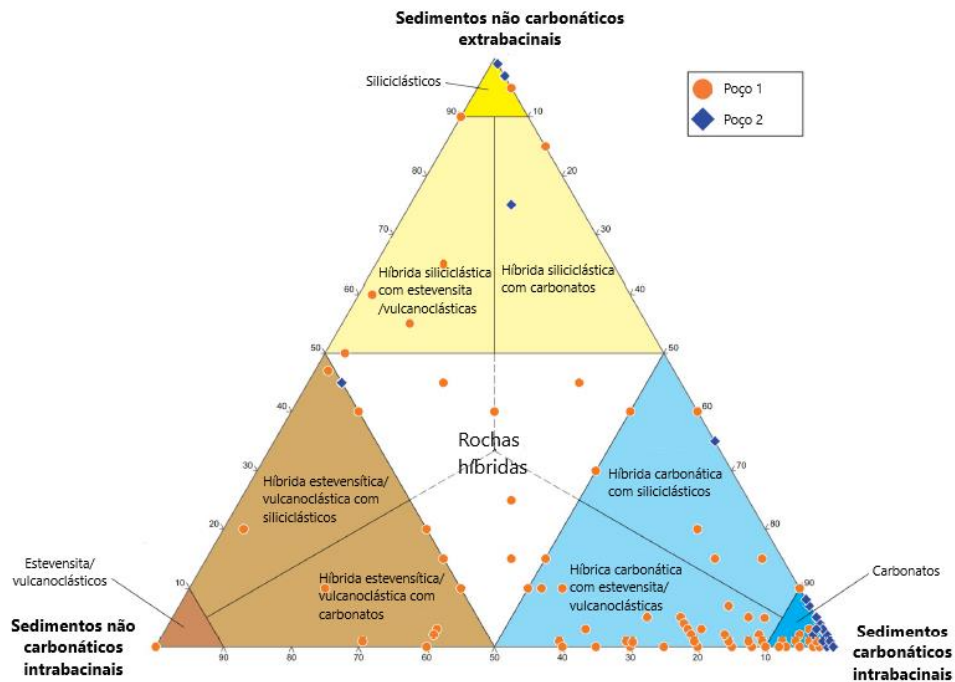 Sedimentos não carbonáticos
extrabacinais
Siliciclásticos
Poço 1
Poço 2
90
10
80
20
70
30
Híbrida siliciclástica
com estevensita
/vulcanoclásticas
Híbrida siliciclástica
com carbonatos
60
40
50
50
40
60
Rochas
híbridas
30
70
Híbrida estevensítica/
vulcanoclástica com
siliciclásticos
Híbrida carbonática
com siliciclásticos
20
80
Estevensita/
vulcanoclásticos
Híbrida estevensítica/
vulcanoclástica com
carbonatos
Híbrica carbonática
com estevensita/
vulcanoclásticas
Carbonatos
10
90
Sedimentos não
carbonáticos
intrabacinais
Sedimentos
carbonáticos
intrabacinais
90
80
70
60
50
40
30
20
10